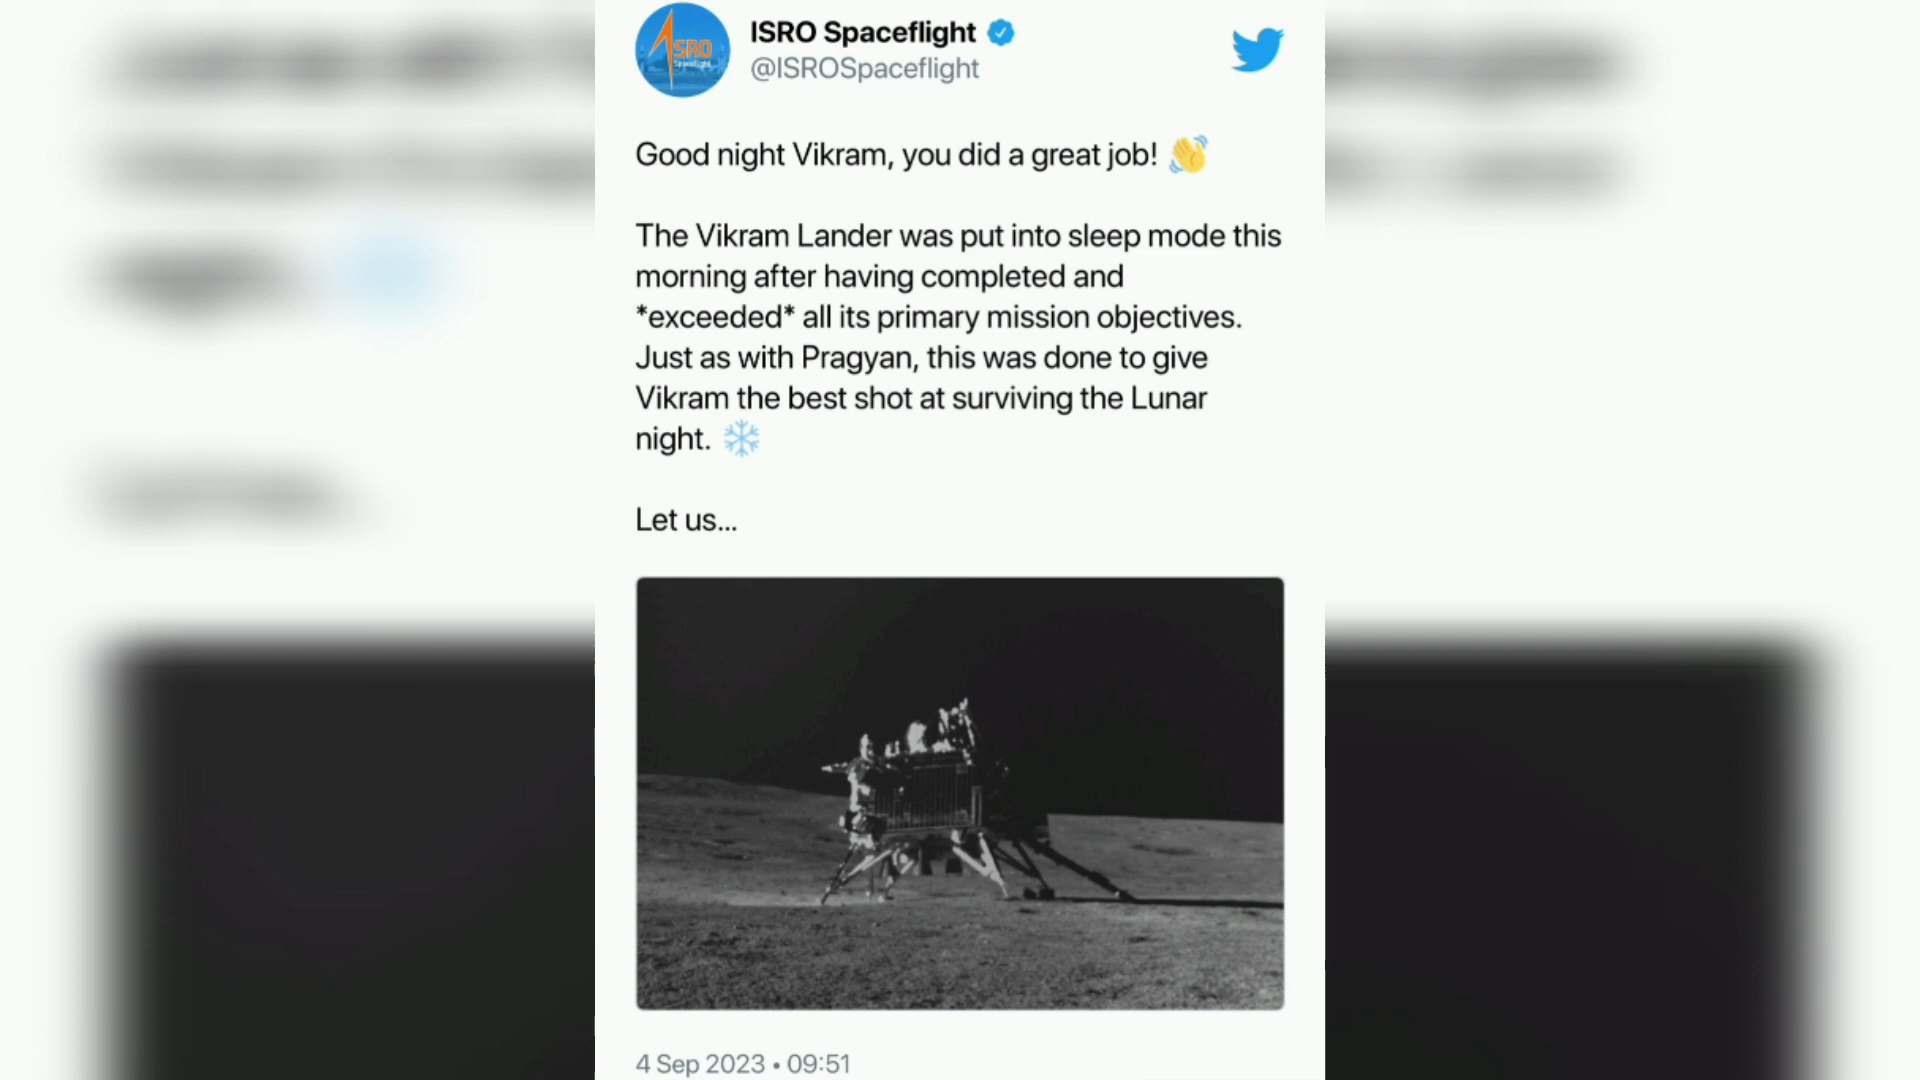 ISRO Spaceflight
@ISROSpaceflight
ISRO
Spaceflight
Good night Vikram, you did a great job! 👋
The Vikram Lander was put into sleep mode this
morning after having completed and
*exceeded* all its primary mission objectives.
Just as with Pragyan, this was done to give
Vikram the best shot at surviving the Lunar
night. ❄️
Let us...
4 Sep 2023 • 09:51